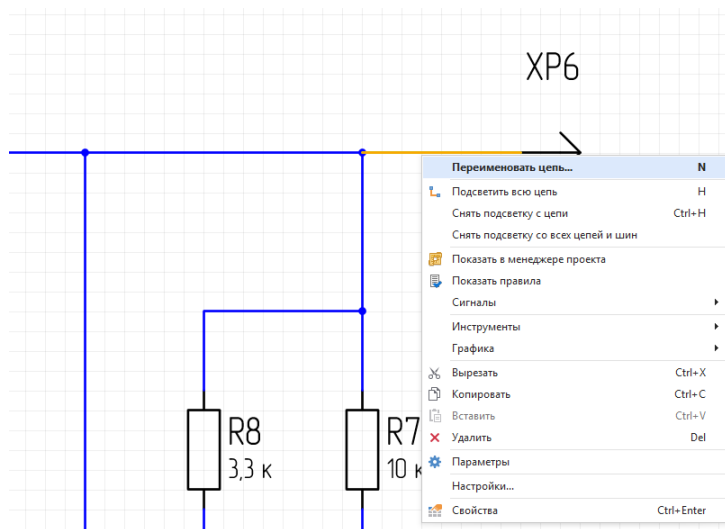 XP6
Переименовать цепь... N
Подсветить всю цепь H
Снять подсветку с цепи Ctrl+H
Снять подсветку со всех цепей и шин
Показать в менеджере проекта
Показать правила
Сигналы
Инструменты
Графика
Вырезать Ctrl+X
Копировать Ctrl+C
Вставить Ctrl+V
Удалить Del
Параметры
Настройки...
Свойства Ctrl+Enter
R8
3,3 к
R7
10 к